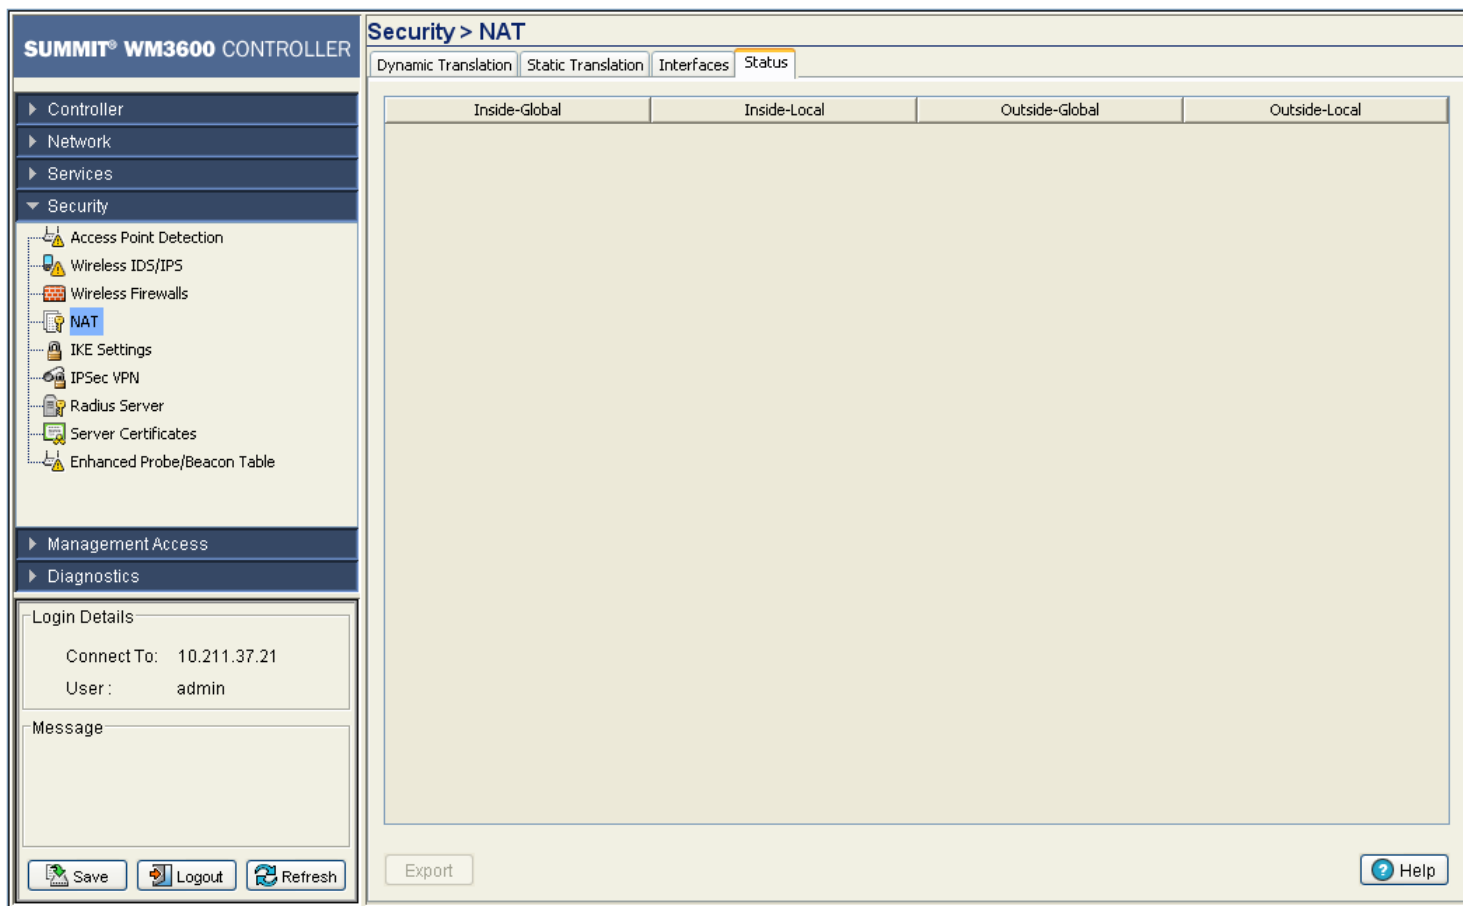 SUMMIT® WM3600 CONTROLLER
Security > NAT
Dynamic Translation Static Translation Interfaces Status
Inside-Global Inside-Local Outside-Global Outside-Local
Controller
Network
Services
Security
Access Point Detection
Wireless IDS/IPS
Wireless Firewalls
NAT
IKE Settings
IPSec VPN
Radius Server
Server Certificates
Enhanced Probe/Beacon Table
Management Access
Diagnostics
Login Details
Connect To: 10.211.37.21
User : admin
Message
Save Logout Refresh
Export
Help